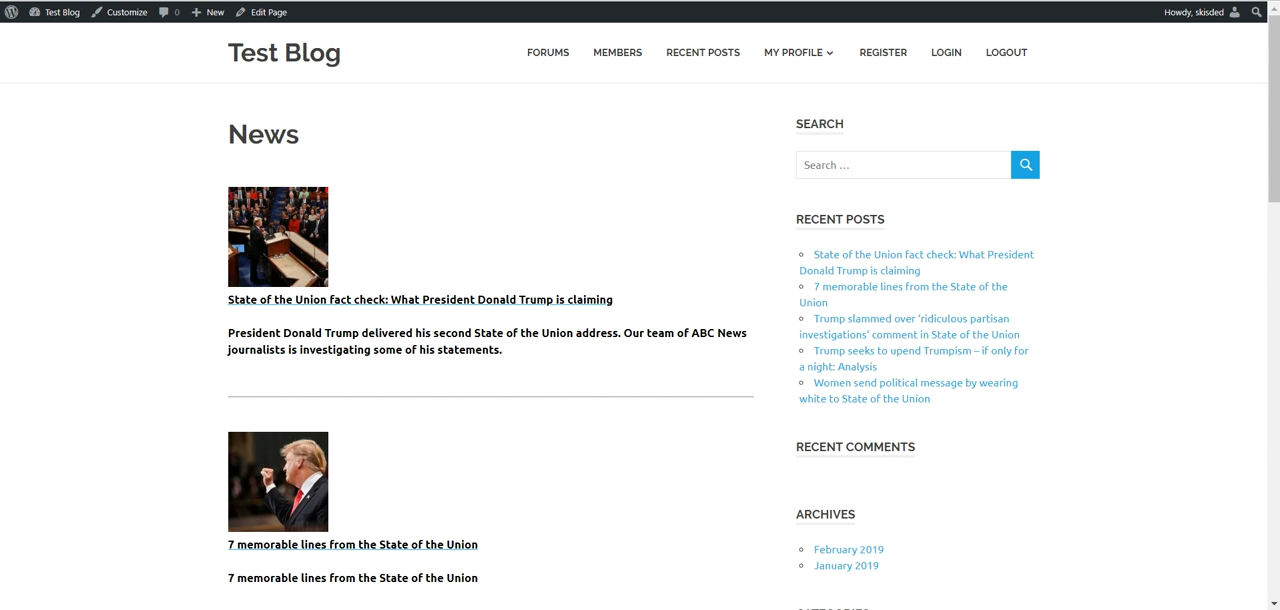 Test Blog
Customize
0
New
Edit Page
Howdy, skisded
Test Blog
FORUMS
MEMBERS
RECENT POSTS
MY PROFILE
REGISTER
LOGIN
LOGOUT
News
State of the Union fact check: What President Donald Trump is claiming
President Donald Trump delivered his second State of the Union address. Our team of ABC News
journalists is investigating some of his statements.
7 memorable lines from the State of the Union
7 memorable lines from the State of the Union
SEARCH
Search …
RECENT POSTS
State of the Union fact check: What President
Donald Trump is claiming
7 memorable lines from the State of the
Union
Trump slammed over ‘ridiculous partisan
investigations’ comment in State of the Union
Trump seeks to upend Trumpism – if only for
a night: Analysis
Women send political message by wearing
white to State of the Union
RECENT COMMENTS
ARCHIVES
February 2019
January 2019